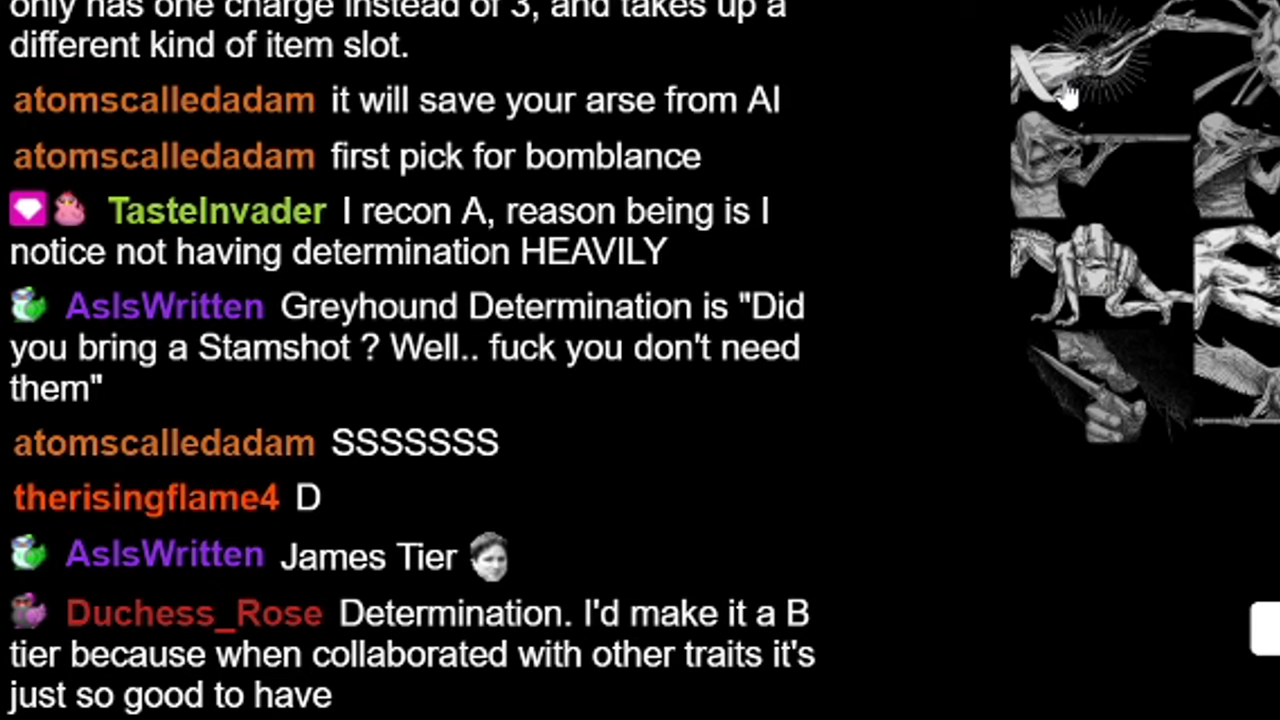 only has one charge instead of 3, and takes up a
different kind of item slot.
atomscalledadam it will save your arse from AI
atomscalledadam first pick for bomblance
TasteInvader I recon A, reason being is I
notice not having determination HEAVILY
AsIsWritten Greyhound Determination is "Did
you bring a Stamshot ? Well.. fuck you don't need
them"
atomscalledadam SSSSSSS
therisingflame4 D
AsIsWritten James Tier
Duchess_Rose Determination. I'd make it a B
tier because when collaborated with other traits it's
just so good to have